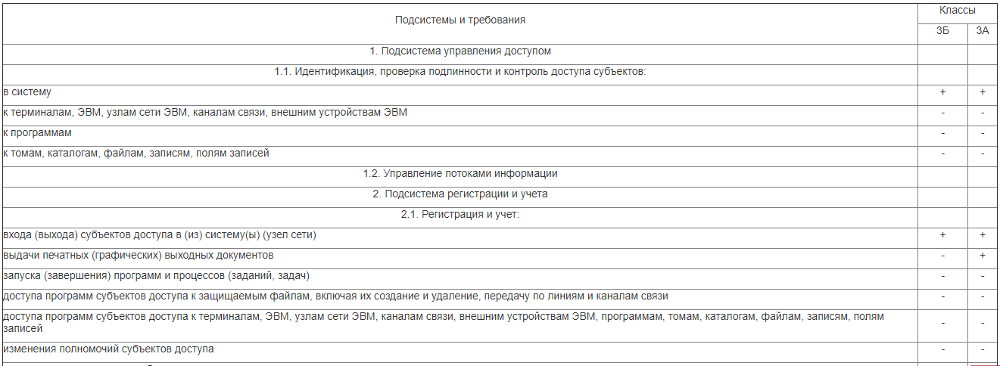 Подсистемы и требования
Классы
3Б
3А
1. Подсистема управления доступом
1.1. Идентификация, проверка подлинности и контроль доступа субъектов:
в систему + +
к терминалам, ЭВМ, узлам сети ЭВМ, каналам связи, внешним устройствам ЭВМ - -
к программам - -
к томам, каталогам, файлам, записям, полям записей - -
1.2. Управление потоками информации
2. Подсистема регистрации и учета
2.1. Регистрация и учет:
входа (выхода) субъектов доступа в (из) систему(ы) (узел сети) + +
выдачи печатных (графических) выходных документов - +
запуска (завершения) программ и процессов (заданий, задач) - -
доступа программ субъектов доступа к защищаемым файлам, включая их создание и удаление, передачу по линиям и каналам связи - -
доступа программ субъектов доступа к терминалам, ЭВМ, узлам сети ЭВМ, каналам связи, внешним устройствам ЭВМ, программам, томам, каталогам, файлам, записям, полям
записей - -
изменения полномочий субъектов доступа - -